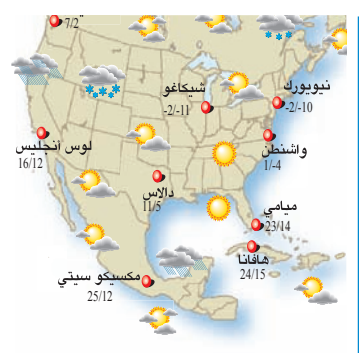 7/2
نيويورك
-2/-10
شيكاغو
-2/-11
واشنطن
1/-4
لوس أنجليس
16/12
دالاس
11/5
ميامي
23/14
هافانا
24/15
مكسيكو سيتي
25/12